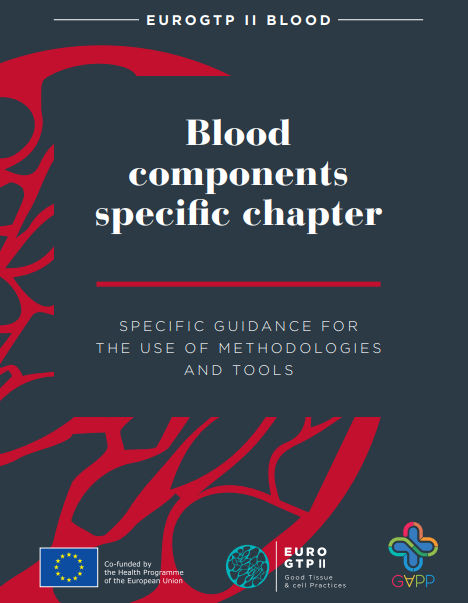 EUROGTP II BLOOD
Blood
components
specific chapter
SPECIFIC GUIDANCE FOR
THE USE OF METHODOLOGIES
AND TOOLS
Co-funded by
the Health Programme
of the European Union
EURO
GTP II
Good Tissue
& cell Practices
GAPP